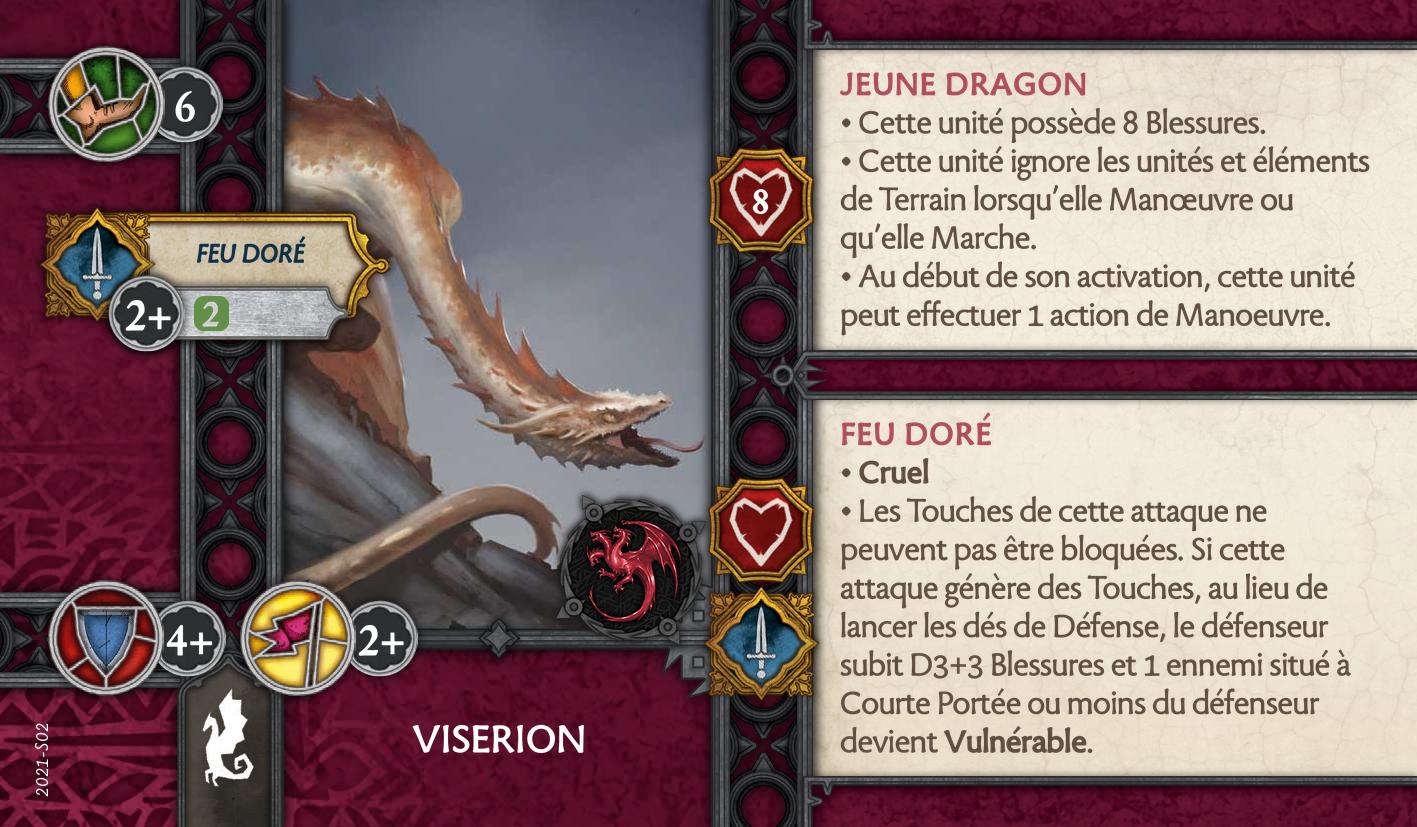 6
FEU DORÉ
2+ 2
4+ 2+
VISERION
2021-S02
8
JEUNE DRAGON
• Cette unité possède 8 Blessures.
• Cette unité ignore les unités et éléments
de Terrain lorsqu'elle Manœuvre ou
qu'elle Marche.
• Au début de son activation, cette unité
peut effectuer 1 action de Manoeuvre.
FEU DORÉ
• Cruel
• Les Touches de cette attaque ne
peuvent pas être bloquées. Si cette
attaque génère des Touches, au lieu de
lancer les dés de Défense, le défenseur
subit D3+3 Blessures et 1 ennemi situé à
Courte Portée ou moins du défenseur
devient Vulnérable.